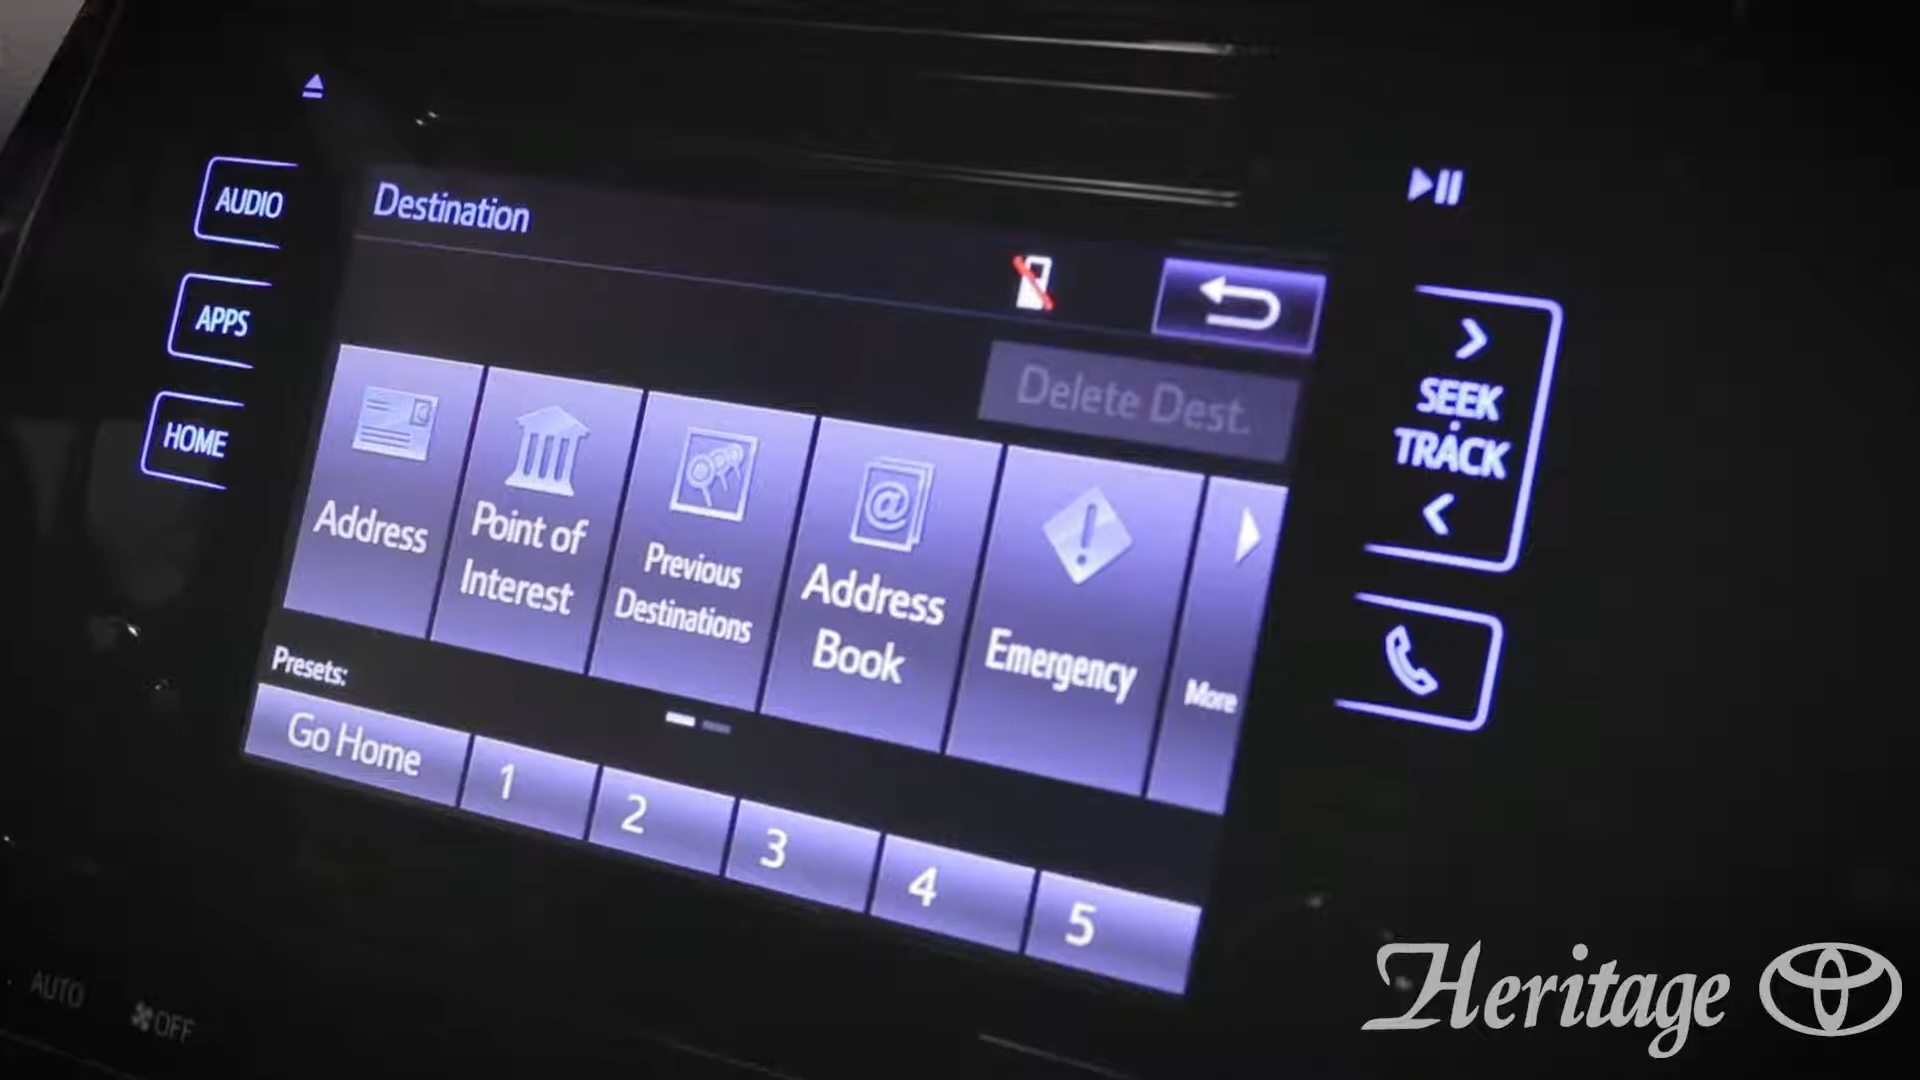 AUDIO
APPS
HOME
Destination
Delete Dest.
Address
Point of
Interest
Previous
Destinations
@
Address
Book
Emergency
More
Presets:
Go Home
1
2
3
4
5
SEEK
TRACK
AUTO
OFF
Heritage